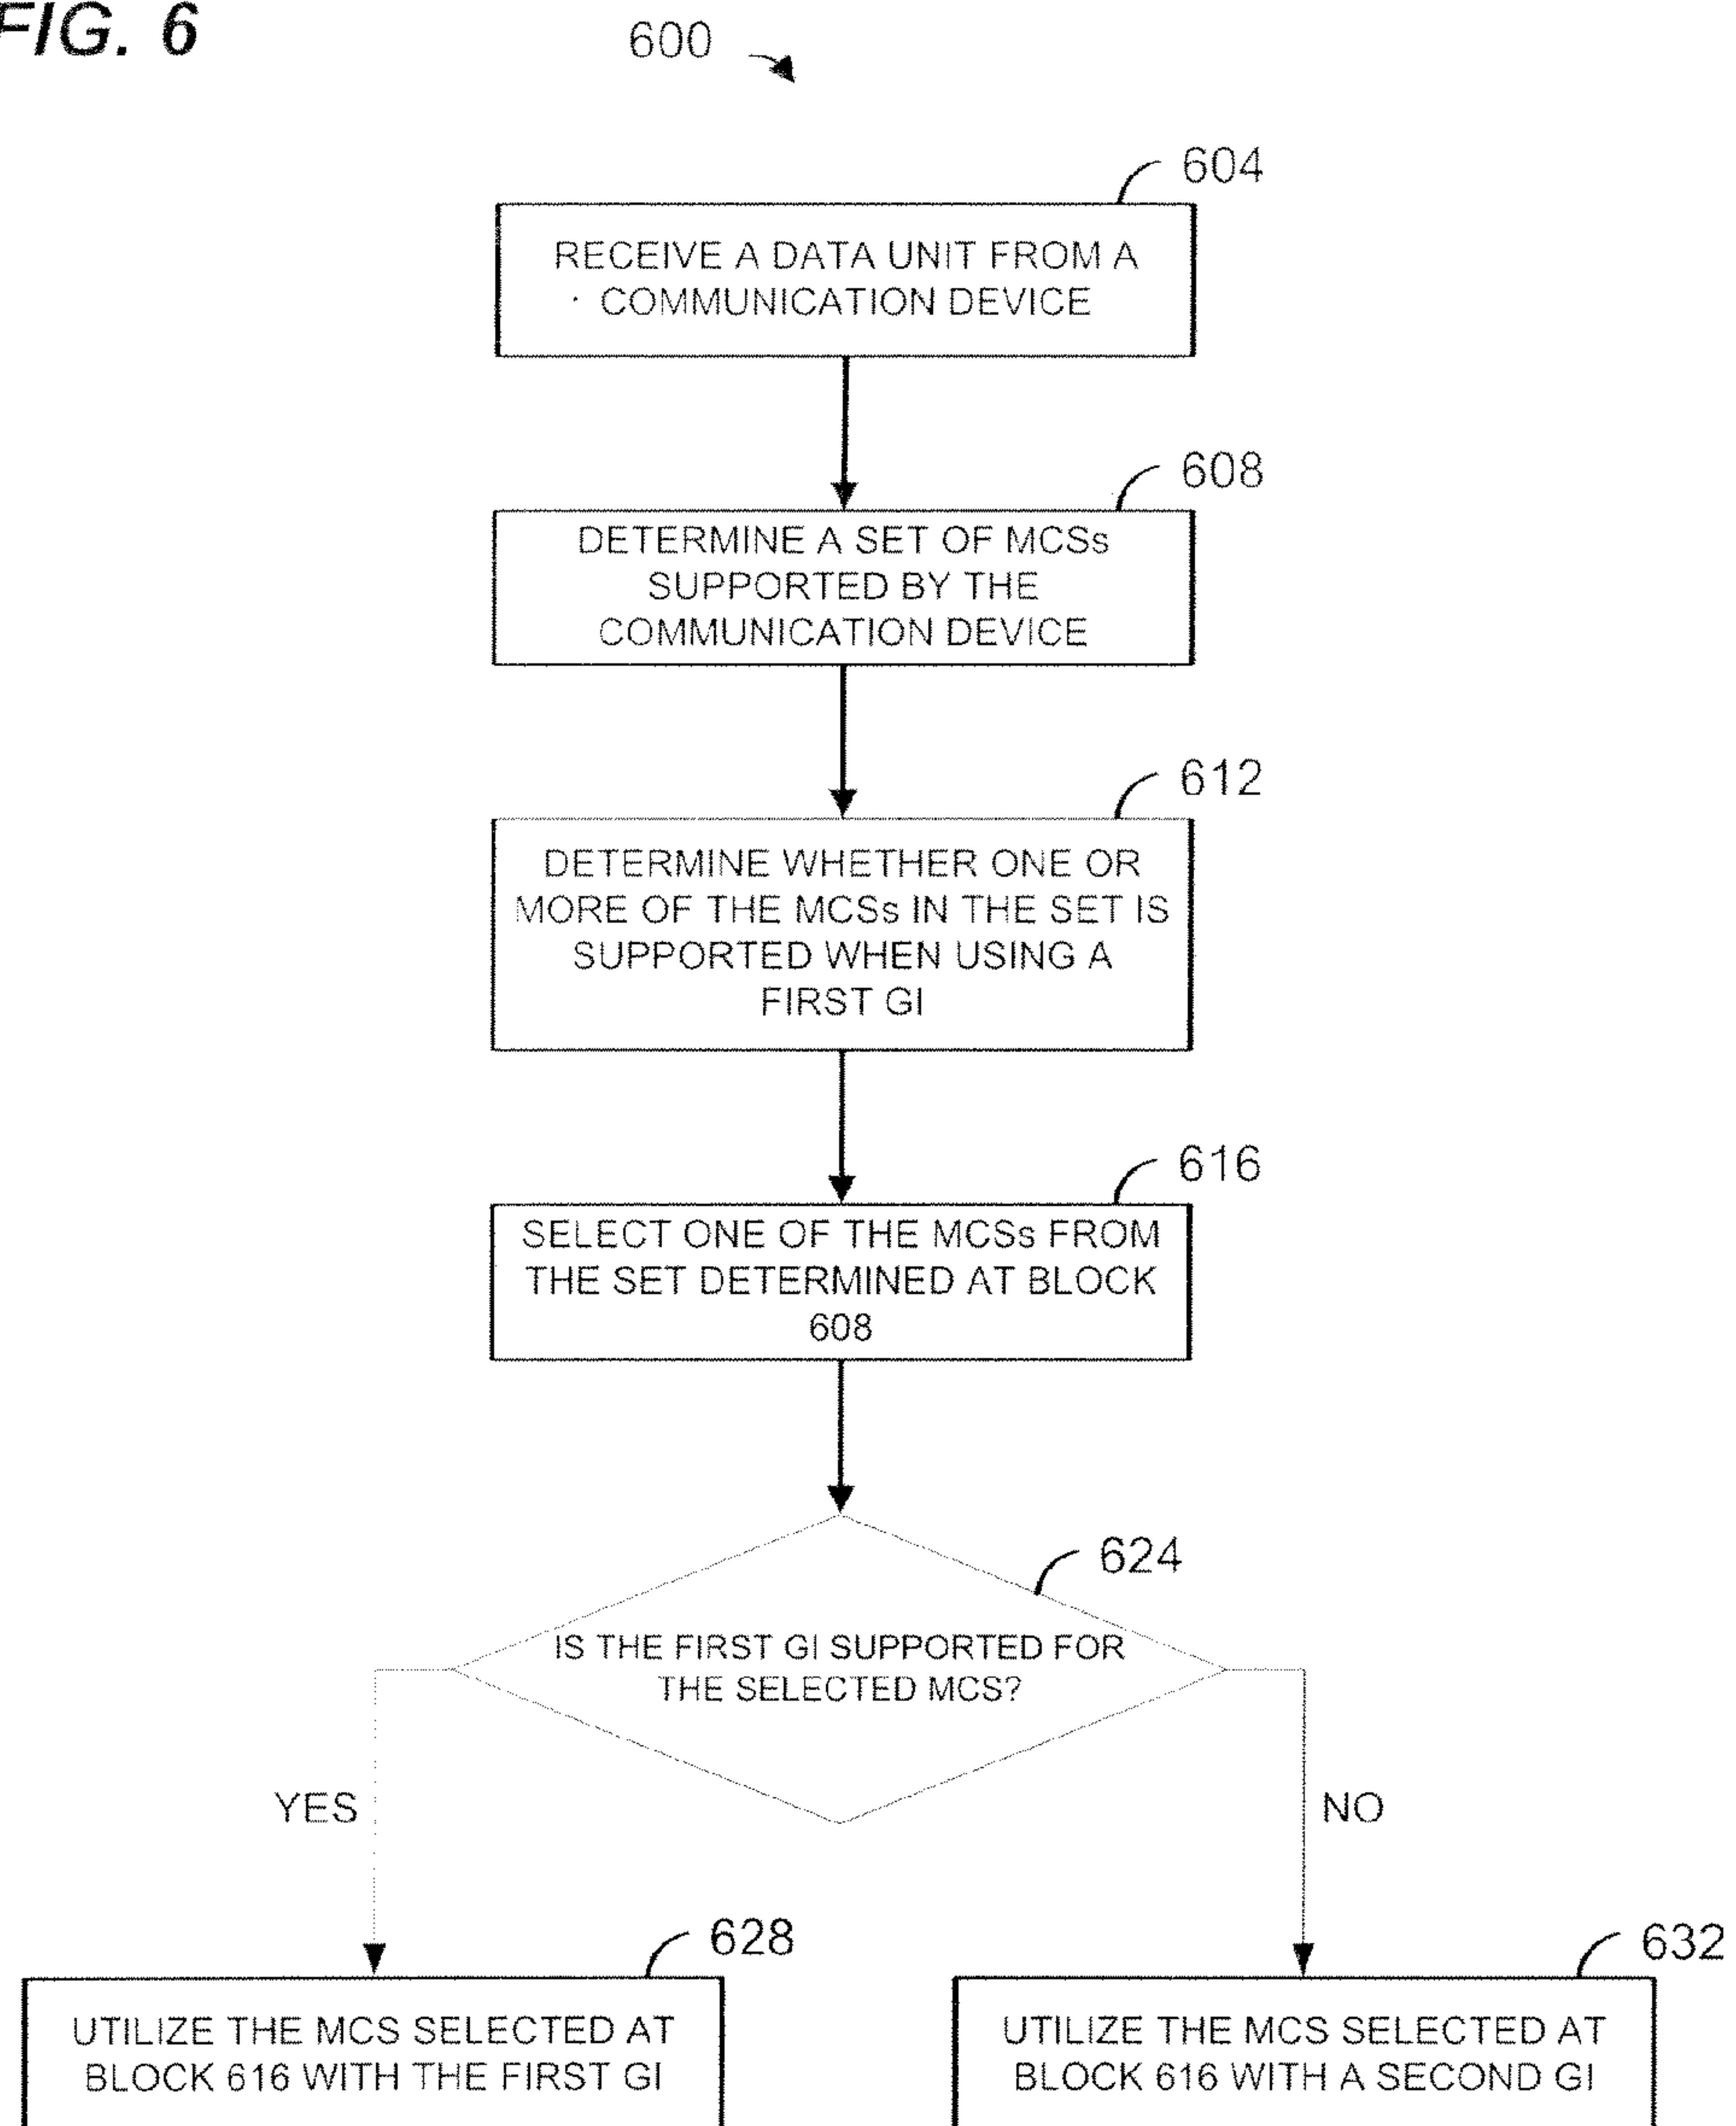 FIG. 6
600
604
RECEIVE A DATA UNIT FROM A
COMMUNICATION DEVICE
608
DETERMINE A SET OF MCSs
SUPPORTED BY THE
COMMUNICATION DEVICE
612
DETERMINE WHETHER ONE OR
MORE OF THE MCSs IN THE SET IS
SUPPORTED WHEN USING A
FIRST GI
616
SELECT ONE OF THE MCSs FROM
THE SET DETERMINED AT BLOCK
608
624
IS THE FIRST GI SUPPORTED FOR
THE SELECTED MCS?
YES
NO
628
UTILIZE THE MCS SELECTED AT
BLOCK 616 WITH THE FIRST GI
632
UTILIZE THE MCS SELECTED AT
BLOCK 616 WITH A SECOND GI